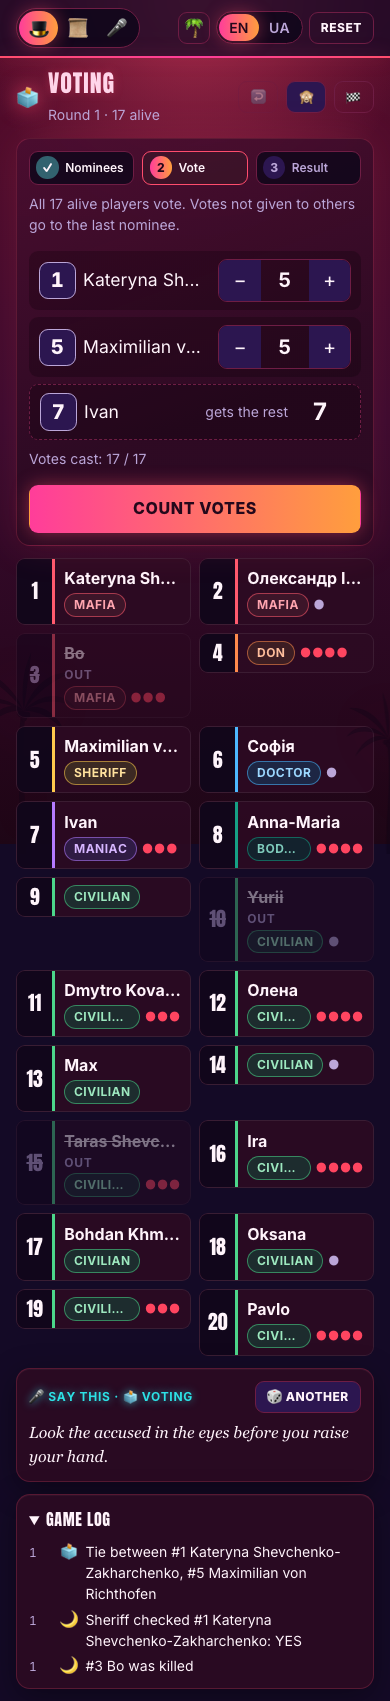 EN UA RESET
VOTING
Round 1 · 17 alive
Nominees 2 Vote 3 Result
All 17 alive players vote. Votes not given to others
go to the last nominee.
1 Kateryna Sh... − 5 +
5 Maximilian v... − 5 +
7 Ivan gets the rest 7
Votes cast: 17 / 17
COUNT VOTES
1 Kateryna Sh...
MAFIA
2 Олександр І...
MAFIA
3 Bo
OUT
MAFIA
4 DON
5 Maximilian v...
SHERIFF
6 Софія
DOCTOR
7 Ivan
MANIAC
8 Anna-Maria
BOD...
9 CIVILIAN
10 Yurii
OUT
CIVILIAN
11 Dmytro Kova...
CIVILI...
12 Олена
CIVI...
13 Max
CIVILIAN
14 CIVILIAN
15 Taras Shevc...
OUT
CIVILI...
16 Ira
CIVI...
17 Bohdan Khm...
CIVILIAN
18 Oksana
CIVILIAN
19 CIVILI...
20 Pavlo
CIVI...
SAY THIS · VOTING
ANOTHER
Look the accused in the eyes before you raise
your hand.
GAME LOG
1 Tie between #1 Kateryna Shevchenko-
Zakharchenko, #5 Maximilian von
Richthofen
1 Sheriff checked #1 Kateryna
Shevchenko-Zakharchenko: YES
1 #3 Bo was killed